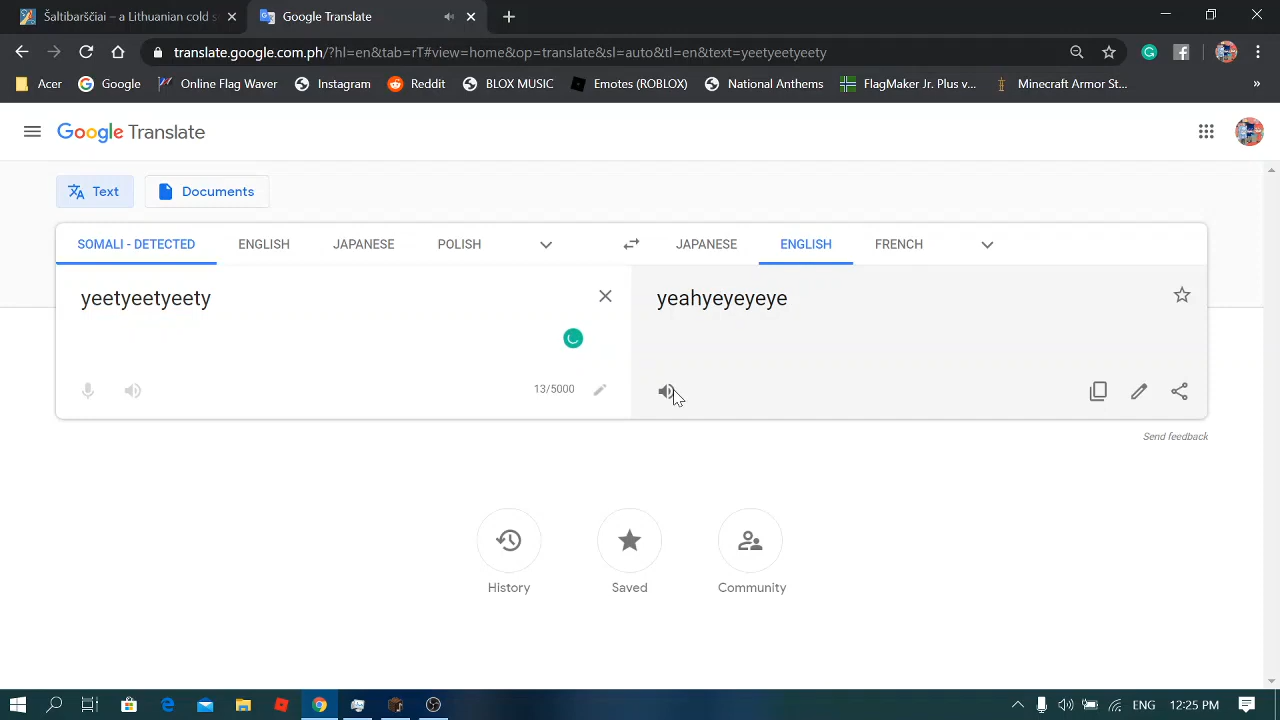 Šaltibarščiai – a Lithuanian cold s
Google Translate
translate.google.com.ph/?hl=en&tab=rT#view=home&op=translate&sl=auto&tl=en&text=yeetyeetyeety
Acer Google Online Flag Waver Instagram Reddit BLOX MUSIC Emotes (ROBLOX) National Anthems FlagMaker Jr. Plus v... Minecraft Armor St... »
Google Translate
Text Documents
SOMALI - DETECTED ENGLISH JAPANESE POLISH JAPANESE ENGLISH FRENCH
yeetyeetyeety
yeahyeyeyeye
13/5000
Send feedback
History Saved Community
ENG 12:25 PM